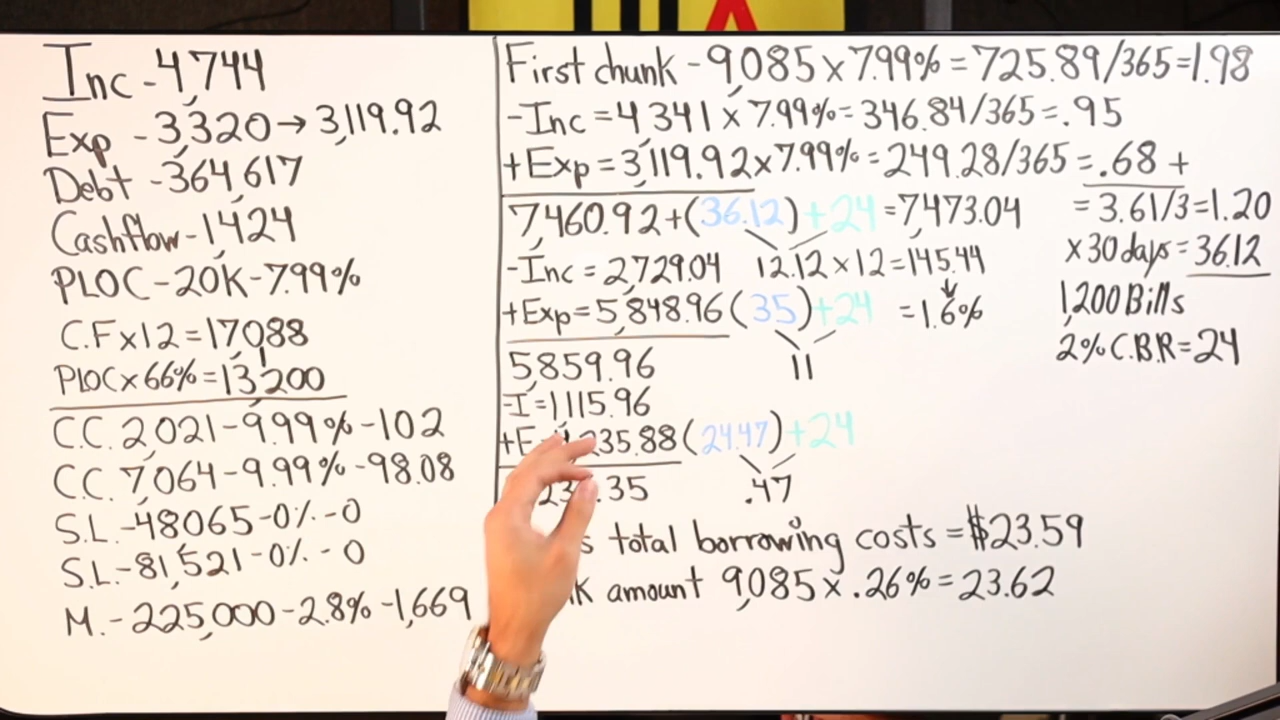 Inc - 4,744
Exp - 3,320 → 3,119.92
Debt - 364,617
Cashflow - 1,424
PLOC - 20K - 7.99%
C.F x 12 = 17,088
PLOC x 66% = 13,200
C.C. 2,021 - 9.99% - 102
C.C. 7,064 - 9.99% - 98.08
S.L. - 48065 - 0% - 0
S.L. - 81,521 - 0% - 0
M. - 225,000 - 2.8% - 1,669
First chunk - 9,085 x 7.99% = 725.89/365 = 1.98
- Inc = 4,341 x 7.99% = 346.84/365 = .95
+ Exp = 3,119.92 x 7.99% = 249.28/365 = .68 +
= 3.61/3 = 1.20
x 30 days = 36.12
1,200 Bills
2% C.B.R = 24
7,460.92 + (36.12) + 24 = 7,473.04
- Inc = 2,729.04 12.12 x 12 = 145.44
+ Exp = 5,848.96 (35) + 24 = 1.6%
11
5,859.96
- I = 1,115.96
+ E 235.88 (24.47) + 24
.35 .47
total borrowing costs = $23.59
amount 9,085 x .26% = 23.62